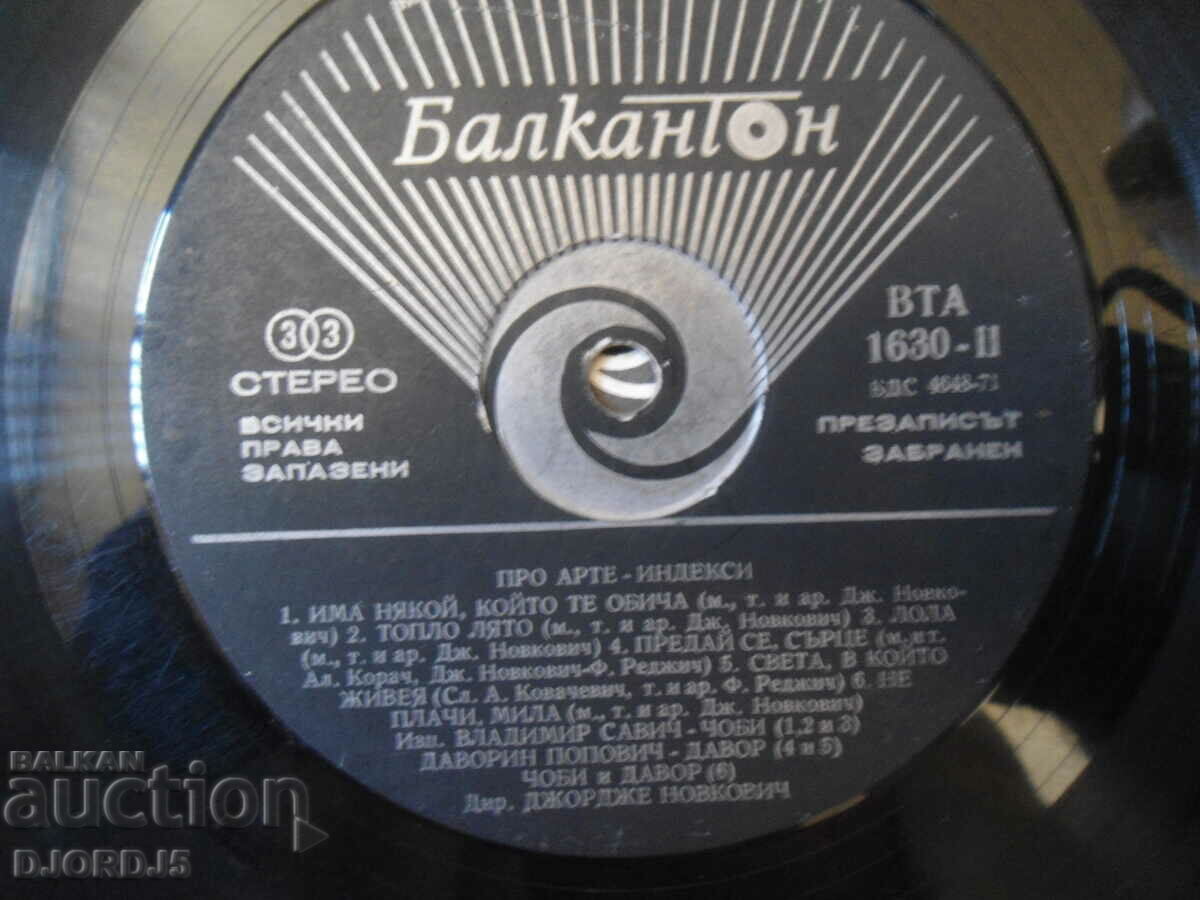 Балкантон
33
СТЕРЕО
ВСИЧКИ
ПРАВА
ЗАПАЗЕНИ
ВТА
1630-II
БДС 4048-71
ПРЕЗАПИСЪТ
ЗАБРАНЕН
ПРО АРТЕ - ИНДЕКСИ
1. ИМА НЯКОЙ, КОЙТО ТЕ ОБИЧА (м., т. и ар. Дж. Новко-
вич) 2. ТОПЛО ЛЯТО (м., т. и ар. Дж. Новкович) 3. ЛОЛА
(м., т. и ар. Дж. Новкович) 4. ПРЕДАЙ СЕ, СЪРЦЕ (м. и т.
Ал. Корач, Дж. Новкович-Ф. Реджич) 5. СВЕТА, В КОЙТО
ЖИВЕЯ (Сл. А. Ковачевич, т. и ар. Ф. Реджич) 6. НЕ
ПЛАЧИ, МИЛА (м., т. и ар. Дж. Новкович)
Изп. ВЛАДИМИР САВИЧ - ЧОБИ (1, 2 и 3)
ДАВОРИН ПОПОВИЧ - ДАВОР (4 и 5)
ЧОБИ и ДАВОР (6)
Дир. ДЖОРДЖЕ НОВКОВИЧ
BALKAN
auction
DJORDJ5